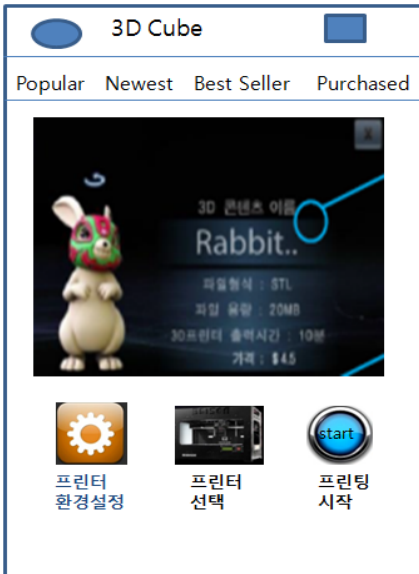 3D Cube
Popular Newest Best Seller Purchased
X
3D 콘텐츠 이름
Rabbit..
파일형식 : STL
파일 용량 : 20MB
3D프린터 출력시간 : 10분
가격 : $4.5
start
프린터
환경설정
프린터
선택
프린팅
시작